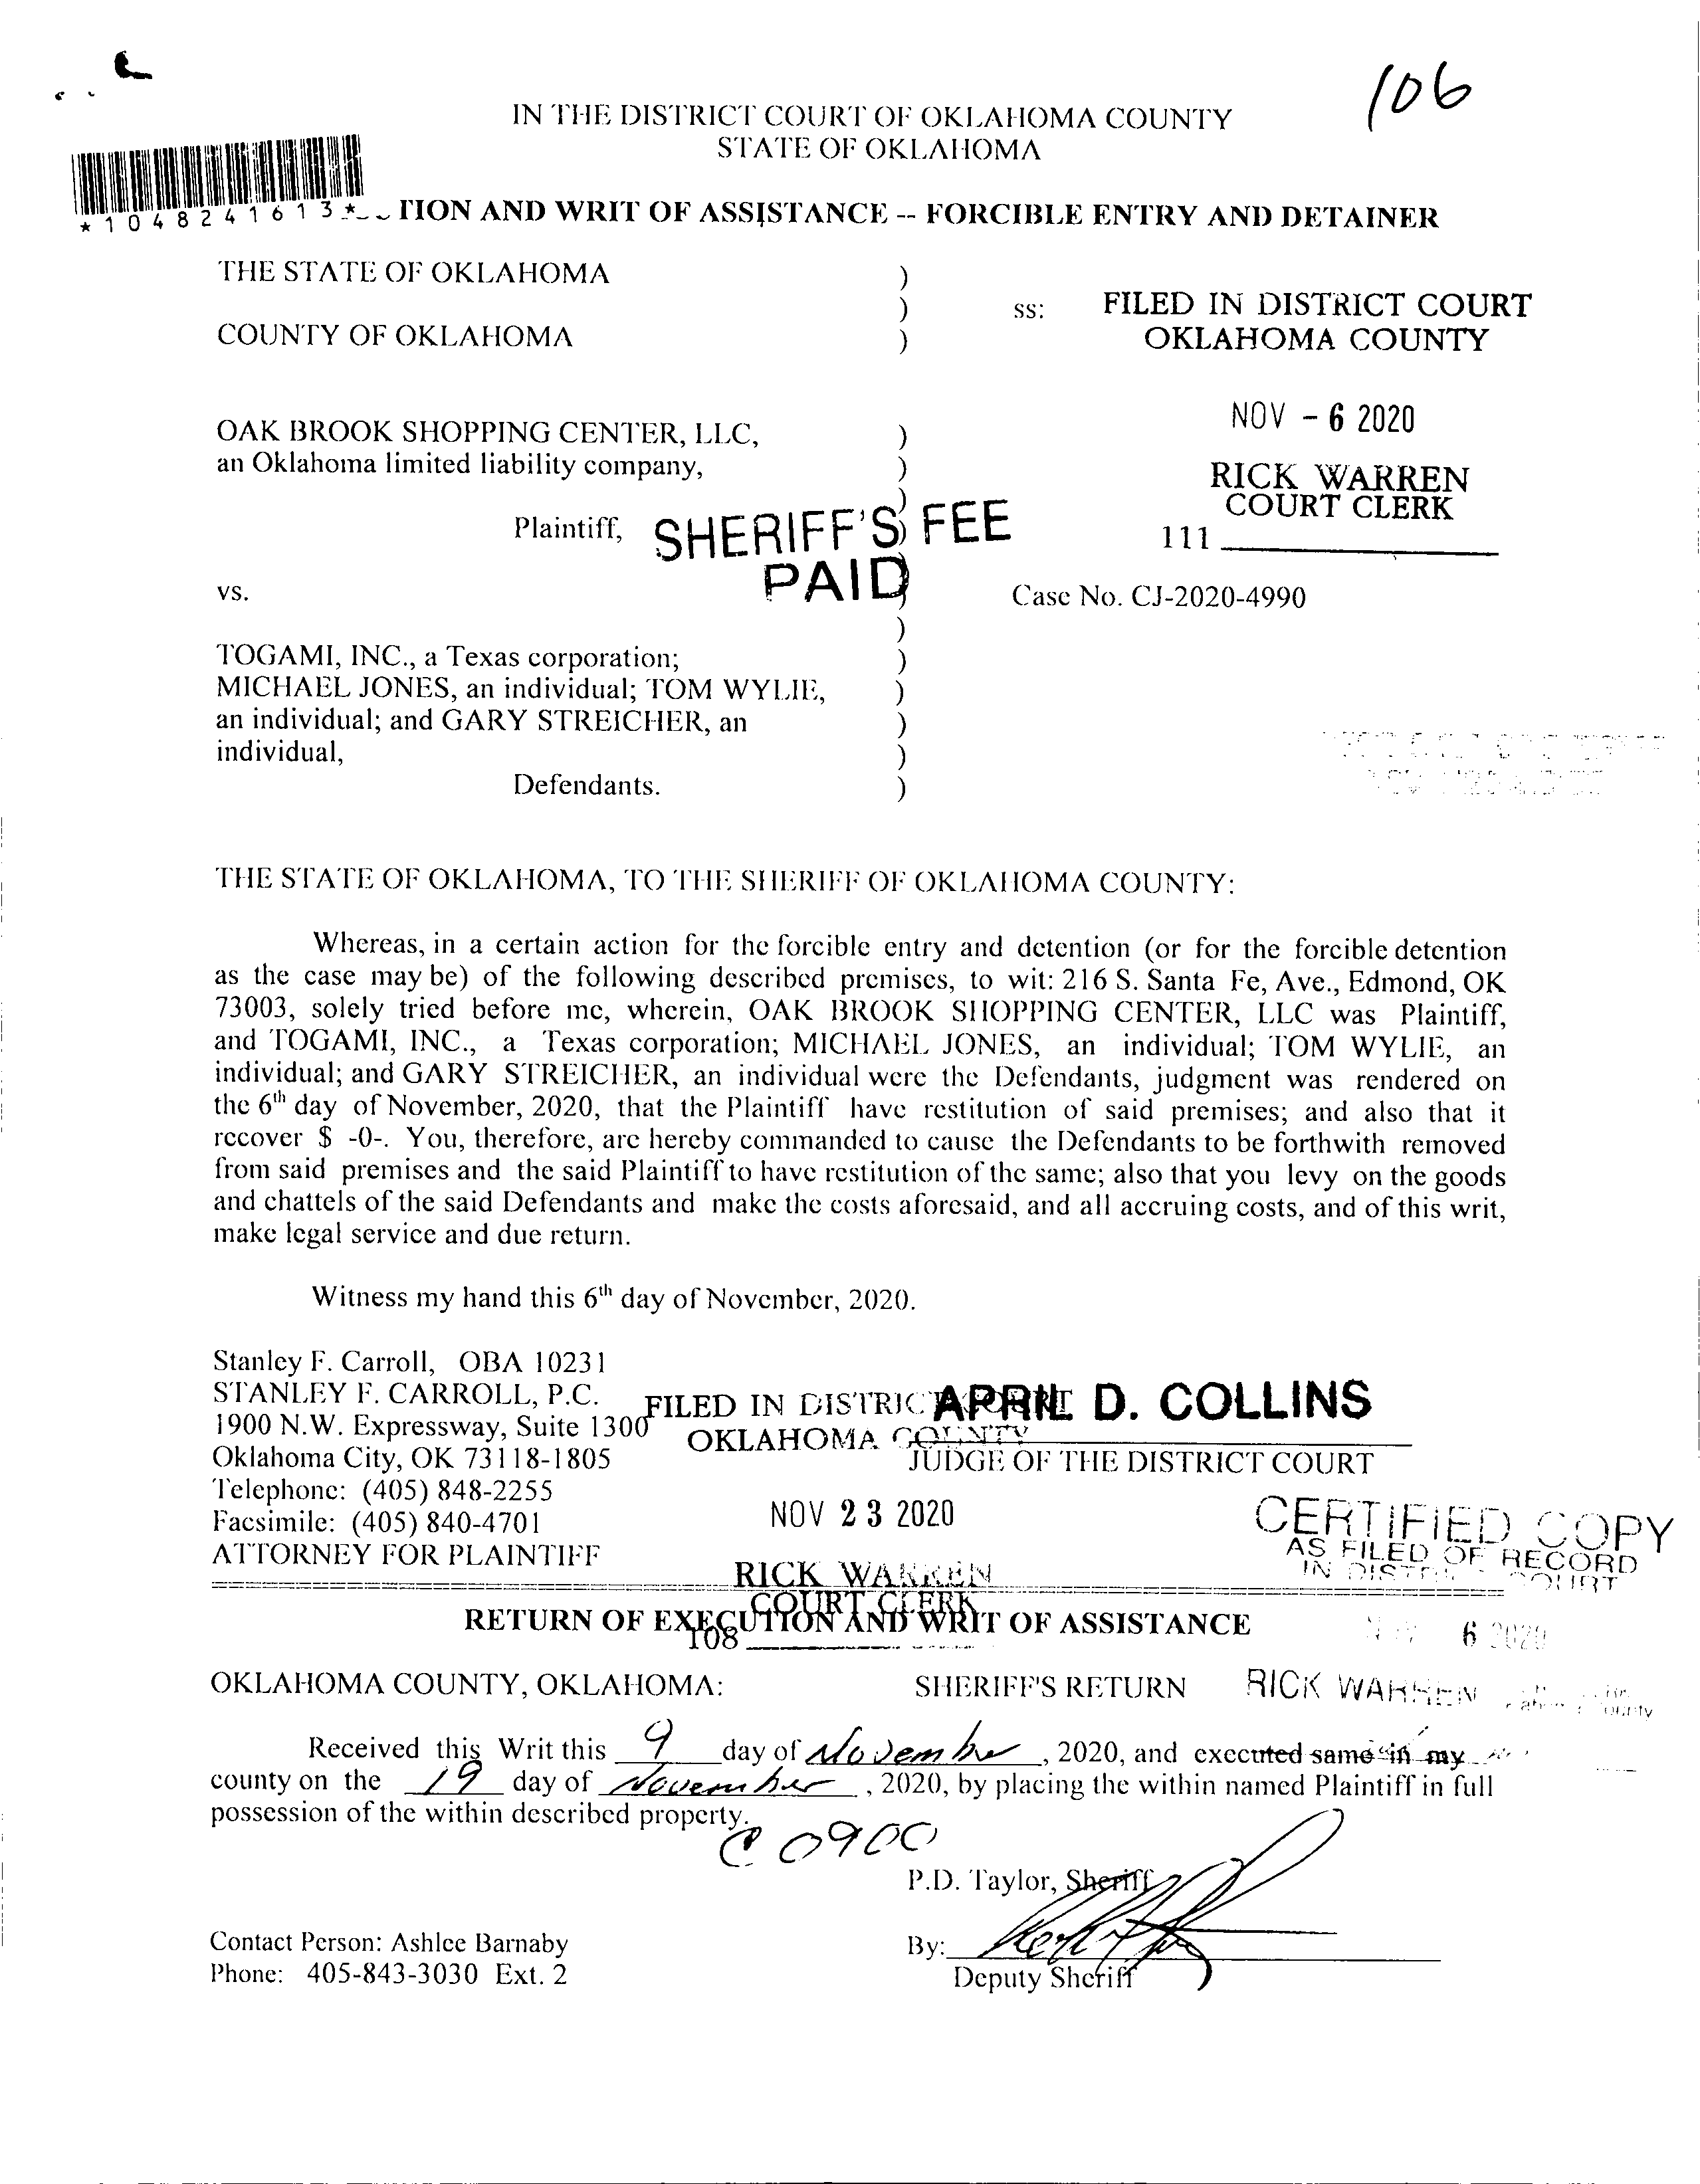 106
IN THE DISTRICT COURT OF OKLAHOMA COUNTY
STATE OF OKLAHOMA
*1048241613*
TION AND WRIT OF ASSISTANCE -- FORCIBLE ENTRY AND DETAINER
THE STATE OF OKLAHOMA )
) ss:
COUNTY OF OKLAHOMA )
FILED IN DISTRICT COURT
OKLAHOMA COUNTY
NOV - 6 2020
RICK WARREN
COURT CLERK
111
OAK BROOK SHOPPING CENTER, LLC, )
an Oklahoma limited liability company, )
)
Plaintiff, )
SHERIFF'S FEE
PAID
vs. ) Case No. CJ-2020-4990
)
TOGAMI, INC., a Texas corporation; )
MICHAEL JONES, an individual; TOM WYLIE, )
an individual; and GARY STREICHER, an )
individual, )
Defendants. )
THE STATE OF OKLAHOMA, TO THE SHERIFF OF OKLAHOMA COUNTY:
Whereas, in a certain action for the forcible entry and detention (or for the forcible detention
as the case may be) of the following described premises, to wit: 216 S. Santa Fe, Ave., Edmond, OK
73003, solely tried before me, wherein, OAK BROOK SHOPPING CENTER, LLC was Plaintiff,
and TOGAMI, INC., a Texas corporation; MICHAEL JONES, an individual; TOM WYLIE, an
individual; and GARY STREICHER, an individual were the Defendants, judgment was rendered on
the 6th day of November, 2020, that the Plaintiff have restitution of said premises; and also that it
recover $ -0-. You, therefore, are hereby commanded to cause the Defendants to be forthwith removed
from said premises and the said Plaintiff to have restitution of the same; also that you levy on the goods
and chattels of the said Defendants and make the costs aforesaid, and all accruing costs, and of this writ,
make legal service and due return.
Witness my hand this 6th day of November, 2020.
Stanley F. Carroll, OBA 10231
STANLEY F. CARROLL, P.C.
1900 N.W. Expressway, Suite 1300
Oklahoma City, OK 73118-1805
Telephone: (405) 848-2255
Facsimile: (405) 840-4701
ATTORNEY FOR PLAINTIFF
APRIL D. COLLINS
JUDGE OF THE DISTRICT COURT
FILED IN DISTRICT COURT
OKLAHOMA COUNTY
NOV 23 2020
RICK WARREN
COURT CLERK
108
CERTIFIED COPY
AS FILED OF RECORD
IN DISTRICT COURT
6 2020
RICK WARREN
RETURN OF EXECUTION AND WRIT OF ASSISTANCE
OKLAHOMA COUNTY, OKLAHOMA: SHERIFF'S RETURN
Received this Writ this 9 day of November, 2020, and executed same in my
county on the 19 day of November, 2020, by placing the within named Plaintiff in full
possession of the within described property.
@ 0900
P.D. Taylor, Sheriff
Contact Person: Ashlee Barnaby
Phone: 405-843-3030 Ext. 2
By:
Deputy Sheriff